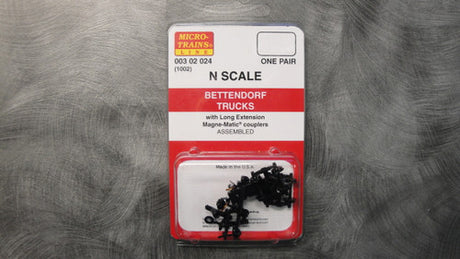 MICRO-
TRAINS®
LINE
003 02 024
(1002)
ONE PAIR
N SCALE
BETTENDORF
TRUCKS
with Long Extension
Magne-Matic® couplers
ASSEMBLED
Made in the U.S.A.